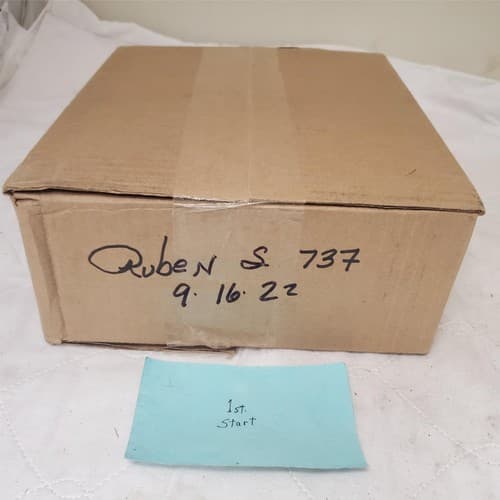 Ruben S. 737
9. 16. 22
1st.
Start